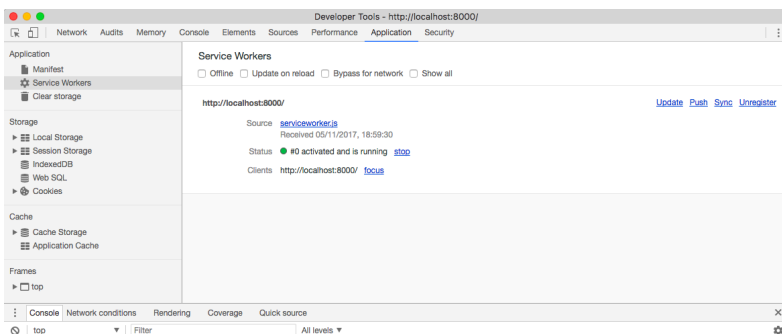 Developer Tools - http://localhost:8000/
Network Audits Memory Console Elements Sources Performance Application Security
Application
Manifest
Service Workers
Clear storage
Storage
Local Storage
Session Storage
IndexedDB
Web SQL
Cookies
Cache
Cache Storage
Application Cache
Frames
top
Service Workers
Offline Update on reload Bypass for network Show all
http://localhost:8000/ Update Push Sync Unregister
Source serviceworker.js
Received 05/11/2017, 18:59:30
Status #0 activated and is running stop
Clients http://localhost:8000/ focus
Console Network conditions Rendering Coverage Quick source
top Filter All levels